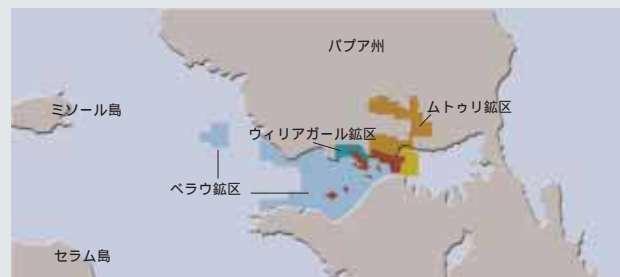 パプア州
ミソール島
ムトゥリ鉱区
ウィリアガール鉱区
ベラウ鉱区
セラム島